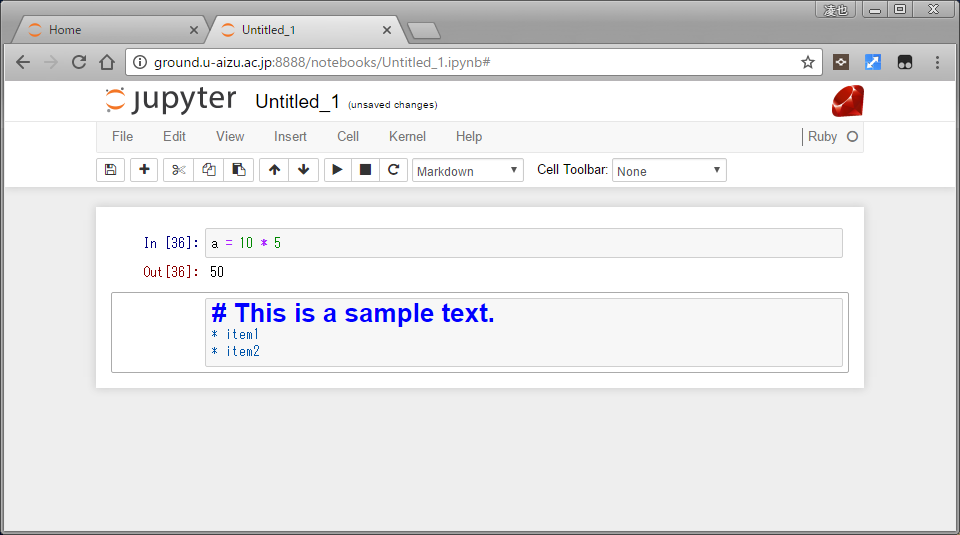 凌也
Home
Untitled_1
ground.u-aizu.ac.jp:8888/notebooks/Untitled_1.ipynb#
jupyter Untitled_1 (unsaved changes)
File Edit View Insert Cell Kernel Help Ruby
Markdown Cell Toolbar: None
In [36]: a = 10 * 5
Out[36]: 50
# This is a sample text.
* item1
* item2